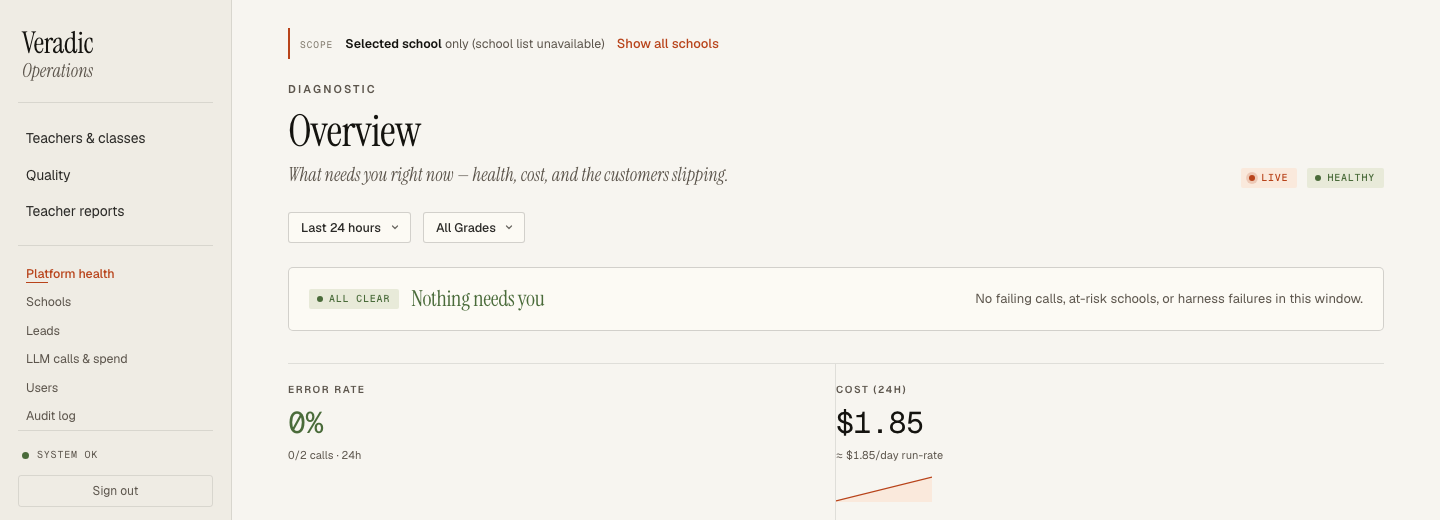 Veradic
Operations
Teachers & classes
Quality
Teacher reports
Platform health
Schools
Leads
LLM calls & spend
Users
Audit log
SYSTEM OK
Sign out
SCOPE Selected school only (school list unavailable) Show all schools
DIAGNOSTIC
Overview
What needs you right now — health, cost, and the customers slipping.
LIVE HEALTHY
Last 24 hours All Grades
ALL CLEAR Nothing needs you No failing calls, at-risk schools, or harness failures in this window.
ERROR RATE
0%
0/2 calls · 24h
COST (24H)
$1.85
≈ $1.85/day run-rate